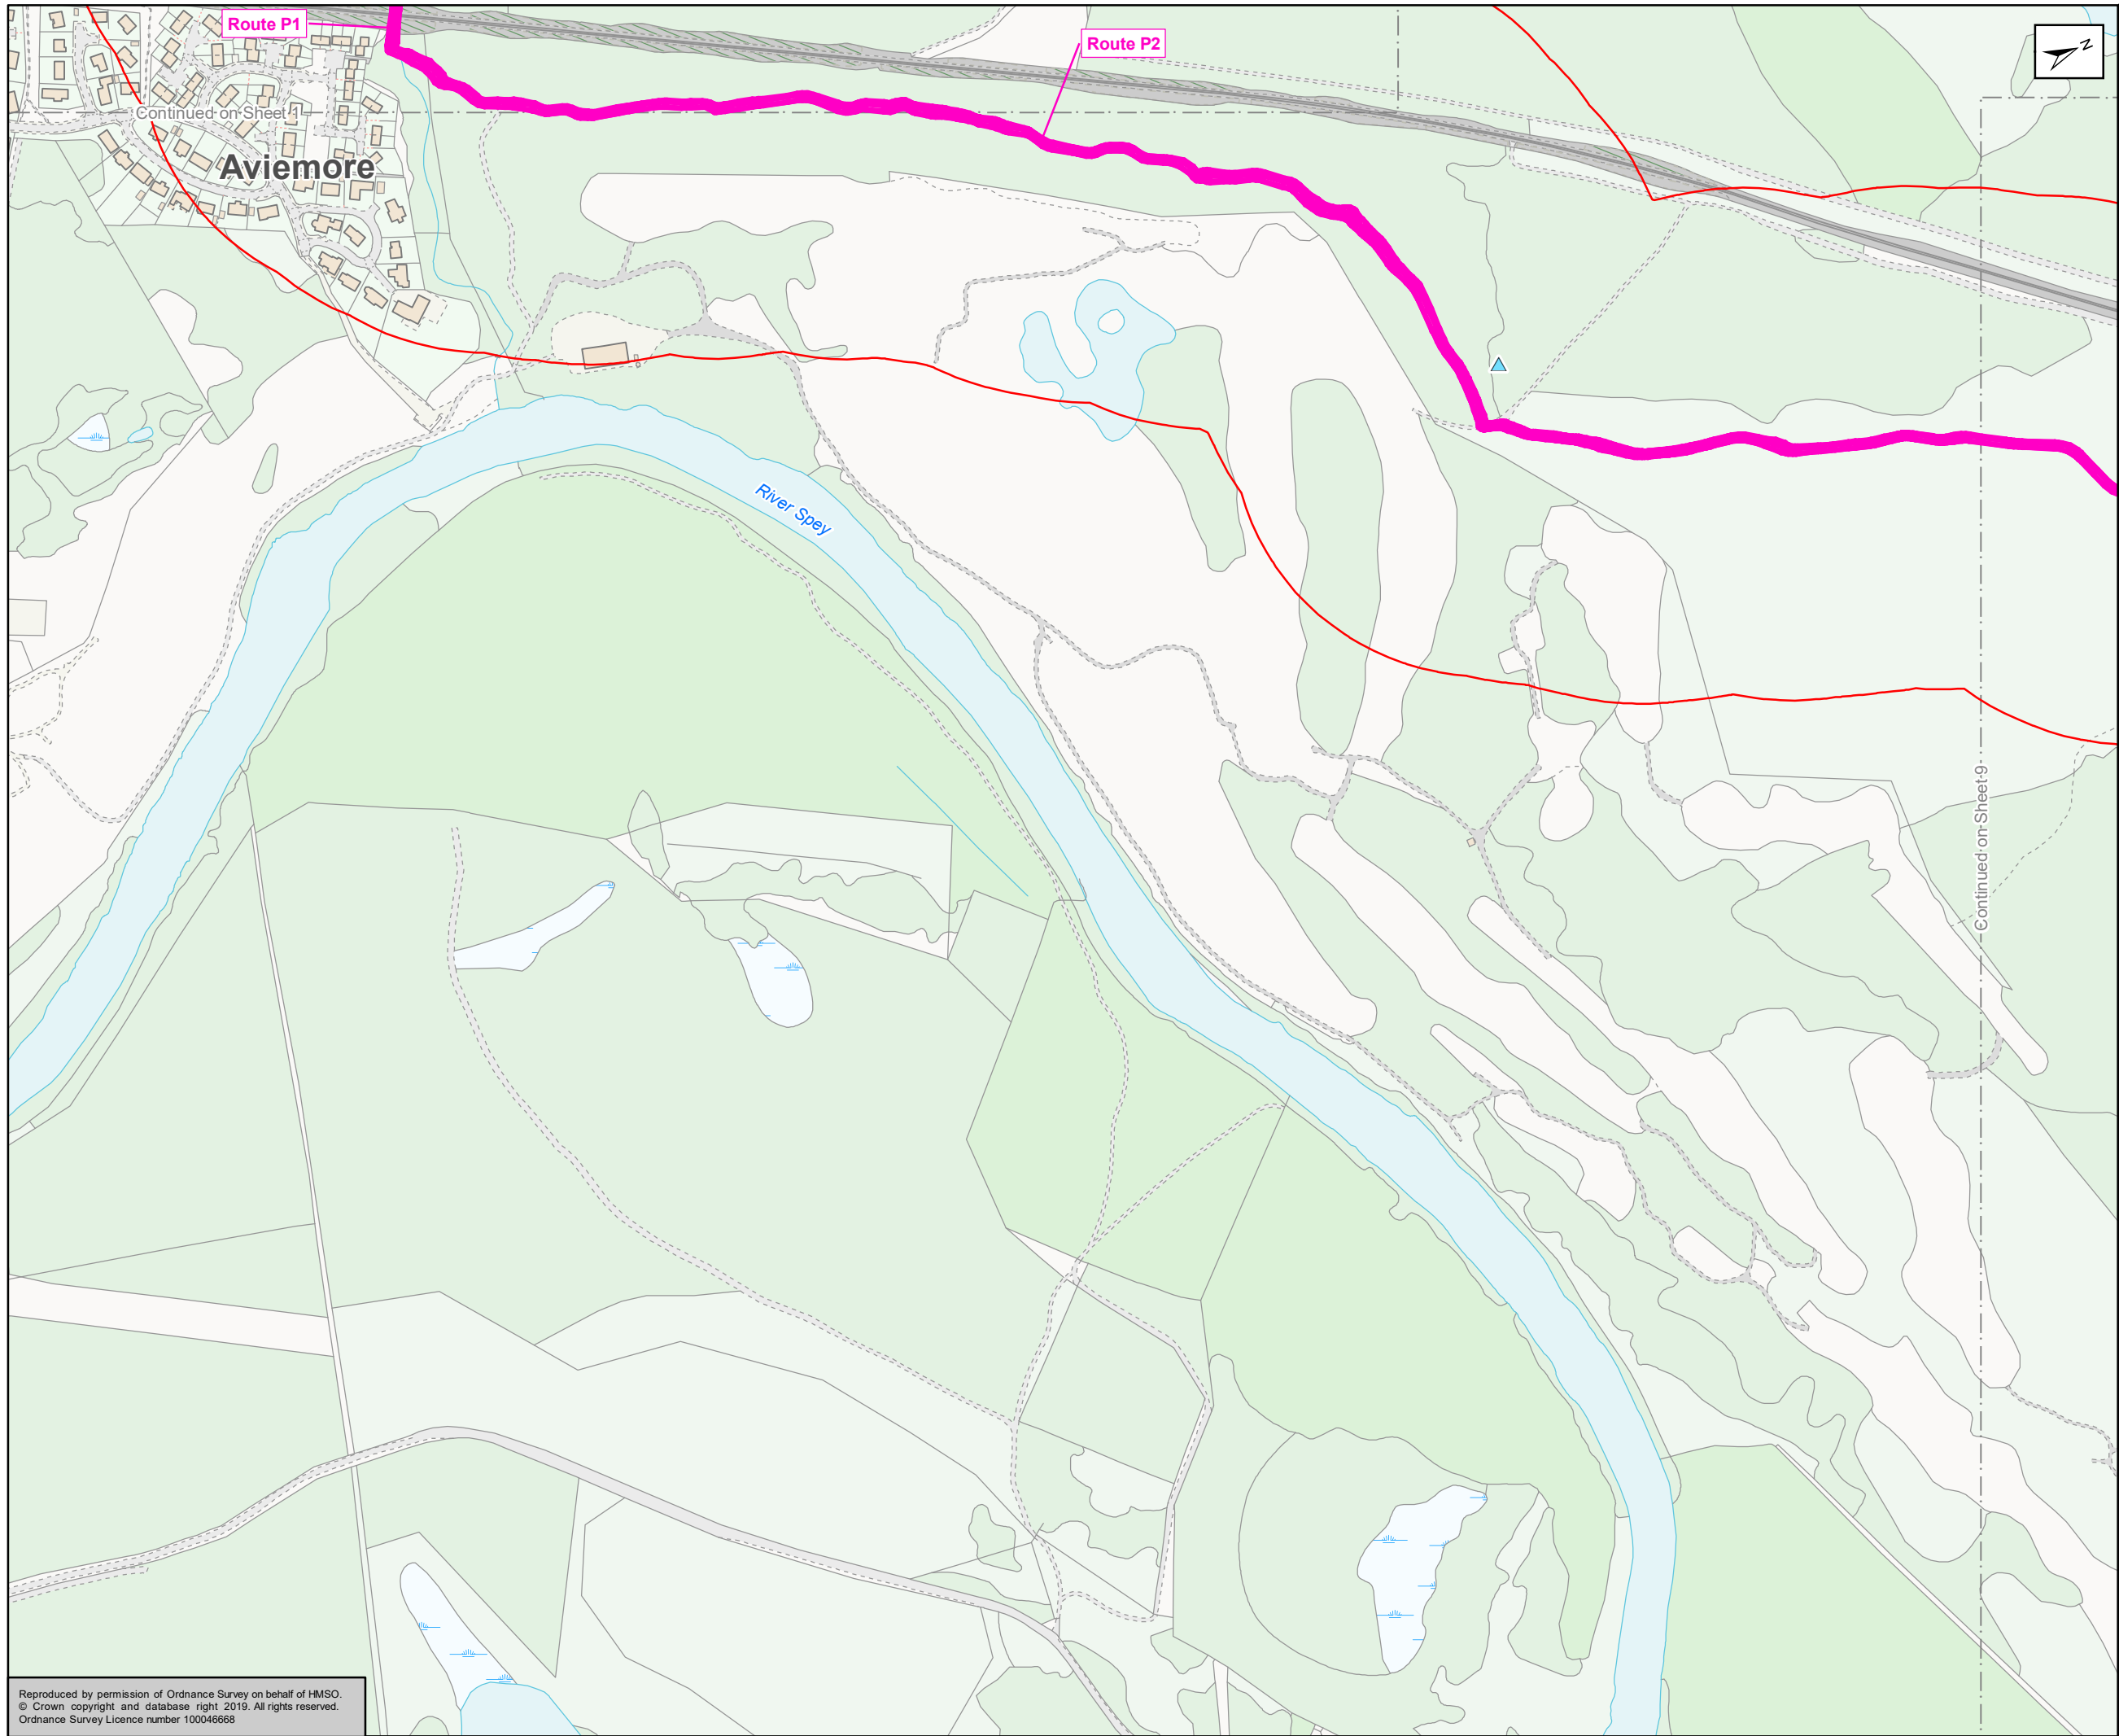 Route P1
Route P2
N
Continued on Sheet 1
Aviemore
River Spey
Continued on Sheet 9
Reproduced by permission of Ordnance Survey on behalf of HMSO.
© Crown copyright and database right 2019. All rights reserved.
Ordnance Survey Licence number 100046668